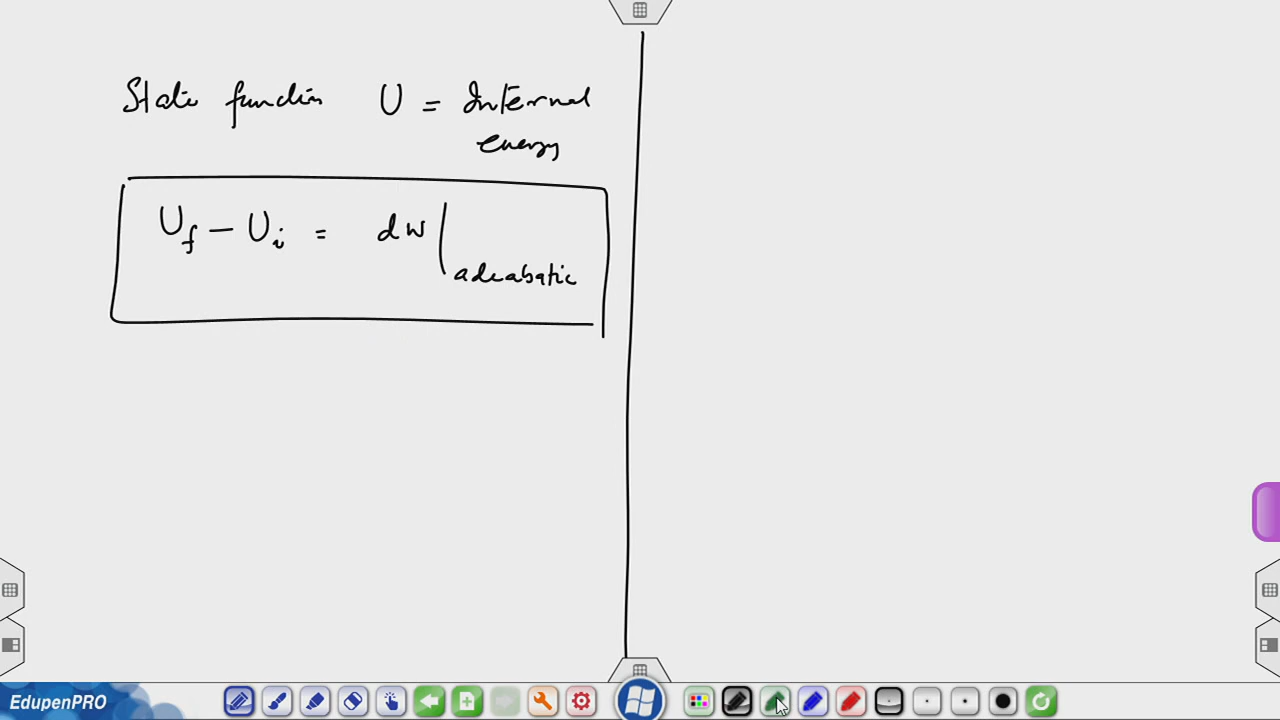 State function U = Internal
energy
U_f - U_i = dw | adiabatic
EdupenPRO